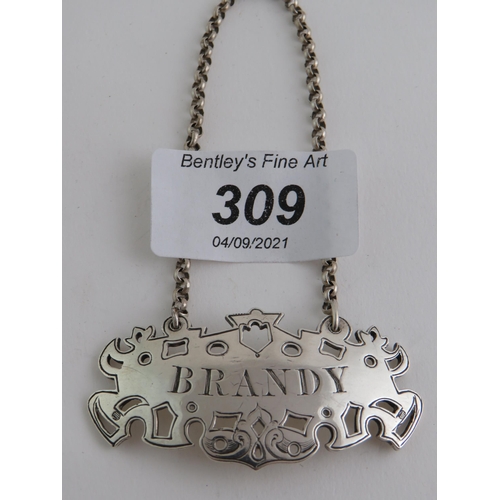 Bentley's Fine Art
309
04/09/2021
BRANDY